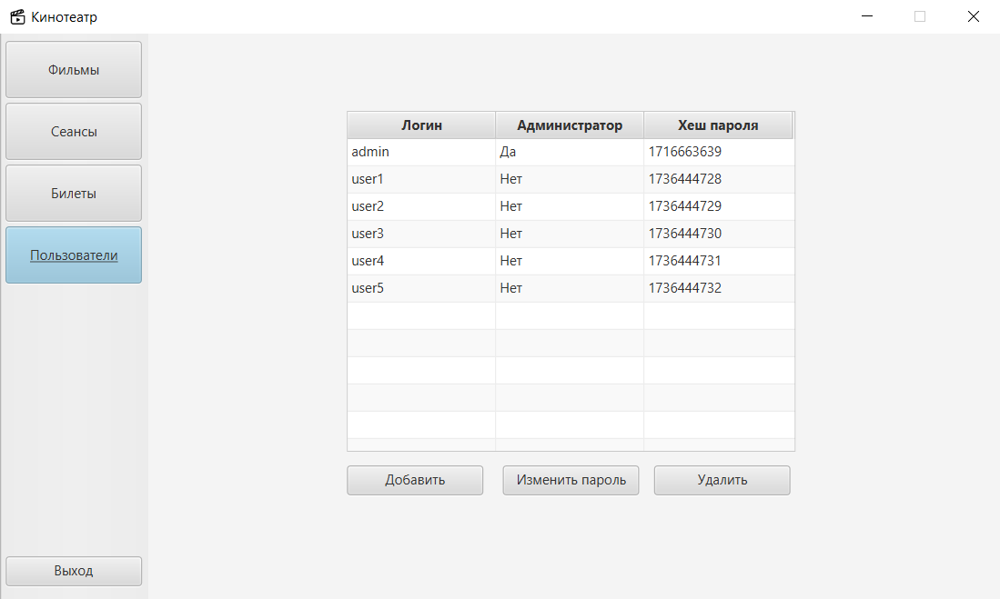 Кинотеатр
Фильмы
Сеансы
Билеты
Пользователи
Выход
Логин Администратор Хеш пароля
admin Да 1716663639
user1 Нет 1736444728
user2 Нет 1736444729
user3 Нет 1736444730
user4 Нет 1736444731
user5 Нет 1736444732
Добавить Изменить пароль Удалить